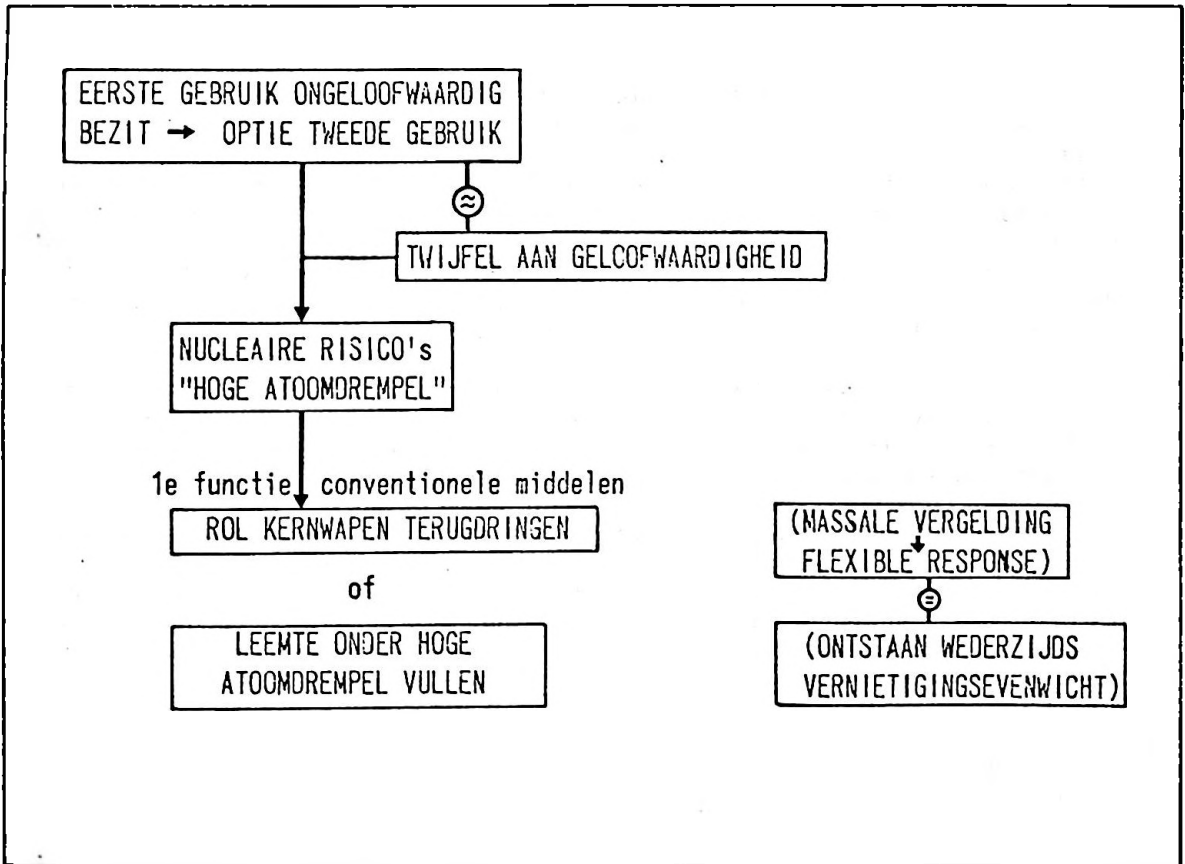 EERSTE GEBRUIK ONGELOOFWAARDIG
BEZIT → OPTIE TWEEDE GEBRUIK
≈
TWIJFEL AAN GELOOFWAARDIGHEID
NUCLEAIRE RISICO's
"HOGE ATOOMDREMPEL"
1e functie conventionele middelen
ROL KERNWAPEN TERUGDRINGEN
of
LEEMTE ONDER HOGE
ATOOMDREMPEL VULLEN
(MASSALE VERGELDING
FLEXIBLE RESPONSE)
=
(ONTSTAAN WEDERZIJDS
VERNIETIGINGSEVENWICHT)